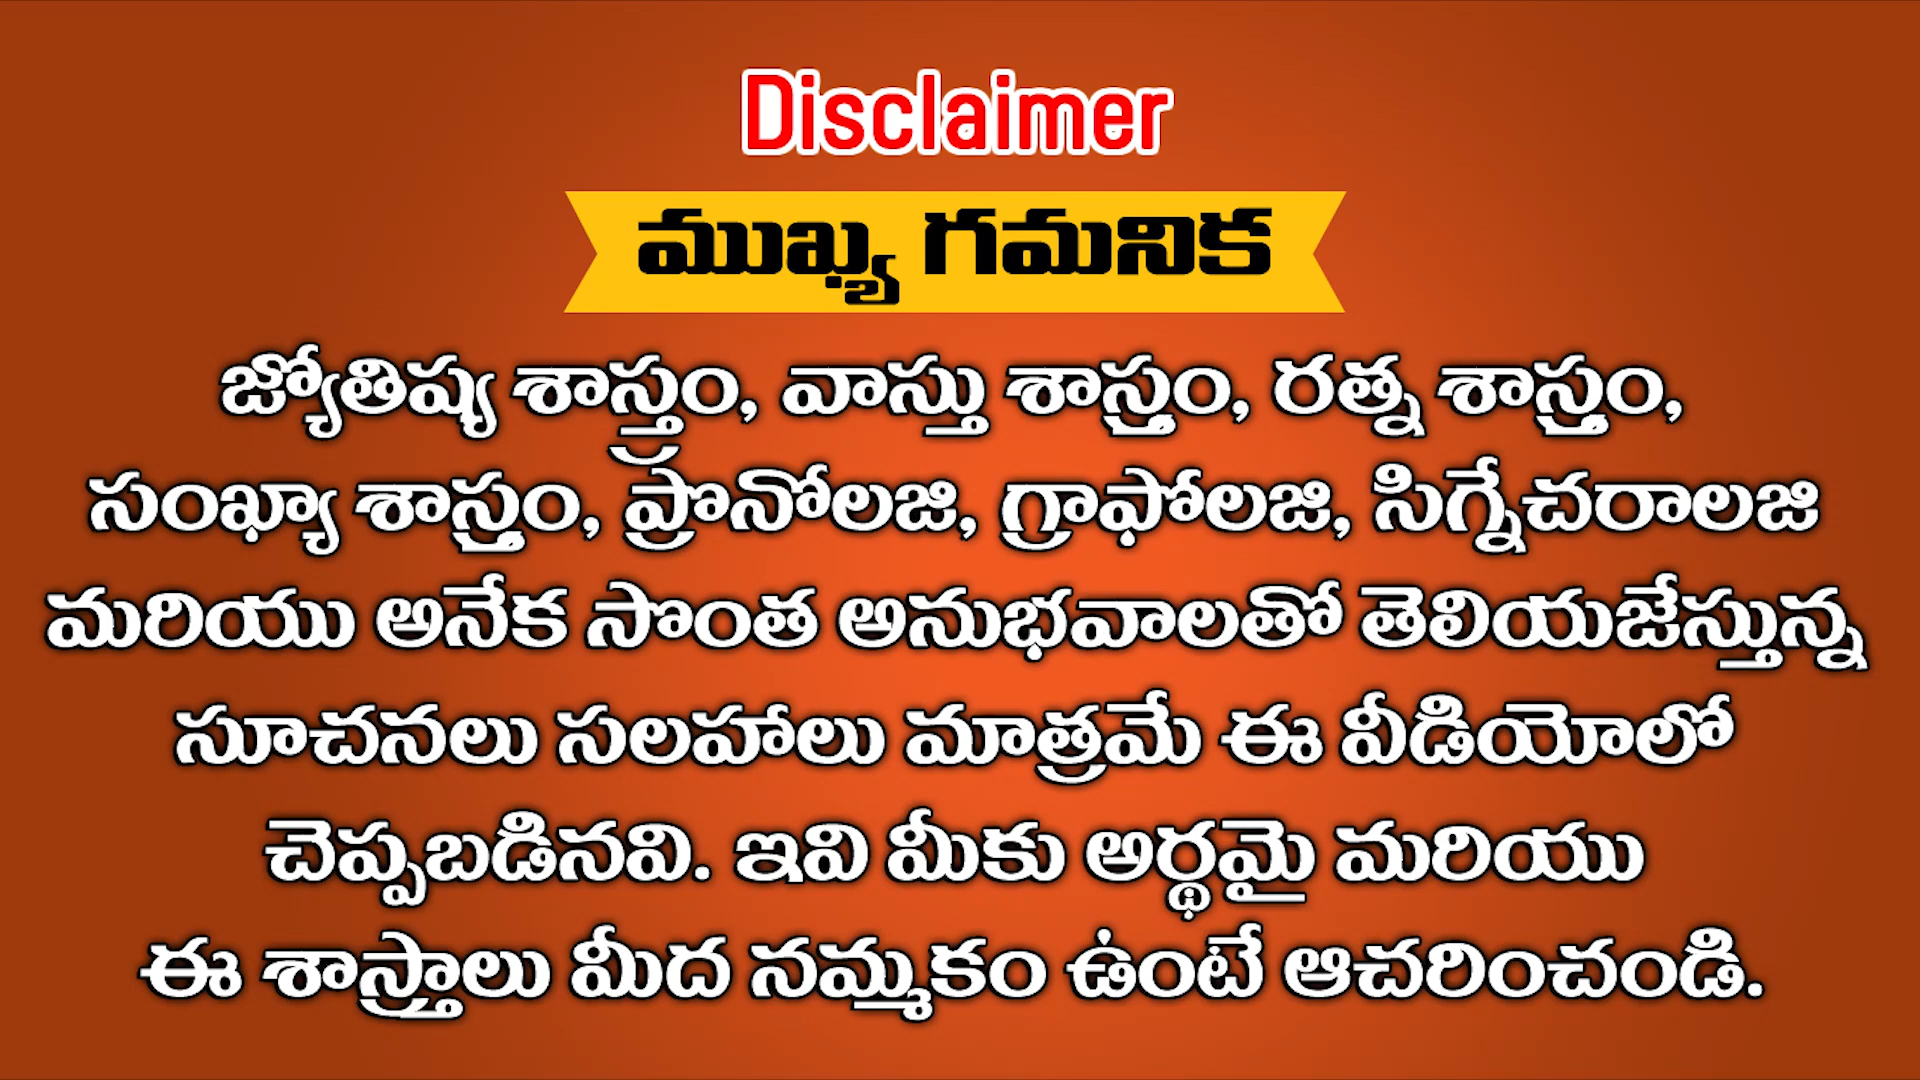 Disclaimer
ముఖ్య గమనిక
జ్యోతిష్య శాస్త్రం, వాస్తు శాస్త్రం, రత్న శాస్త్రం,
సంఖ్యా శాస్త్రం, ప్రొనోలజి, గ్రాఫోలజి, సిగ్నేచరాలజి
మరియు అనేక సొంత అనుభవాలతో తెలియజేస్తున్న
సూచనలు సలహాలు మాత్రమే ఈ వీడియోలో
చెప్పబడినవి. ఇవి మీకు అర్థమై మరియు
ఈ శాస్త్రాలు మీద నమ్మకం ఉంటే ఆచరించండి.